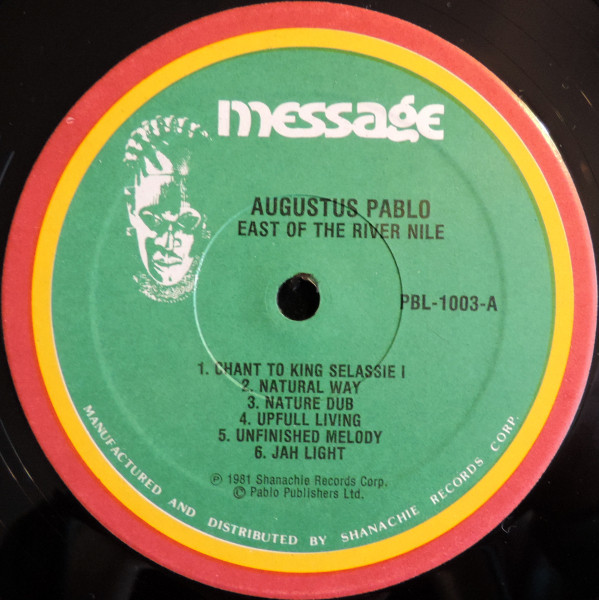 message
AUGUSTUS PABLO
EAST OF THE RIVER NILE
PBL-1003-A
1. CHANT TO KING SELASSIE I
2. NATURAL WAY
3. NATURE DUB
4. UPFULL LIVING
5. UNFINISHED MELODY
6. JAH LIGHT
℗ 1981 Shanachie Records Corp.
© Pablo Publishers Ltd.
MANUFACTURED AND DISTRIBUTED BY SHANACHIE RECORDS CORP.